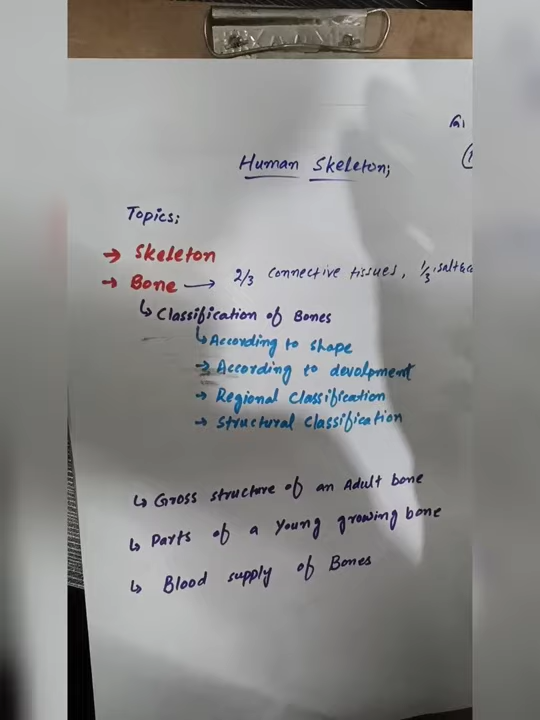 Human Skeleton;
Topics;
→ Skeleton
→ Bone → 2/3 connective tissues, 1/3 salt &
↳ Classification of Bones
↳ According to shape
→ According to devolpment
→ Regional Classification
→ Structural Classification
↳ Gross structure of an Adult bone
↳ Parts of a Young growing bone
↳ Blood supply of Bones